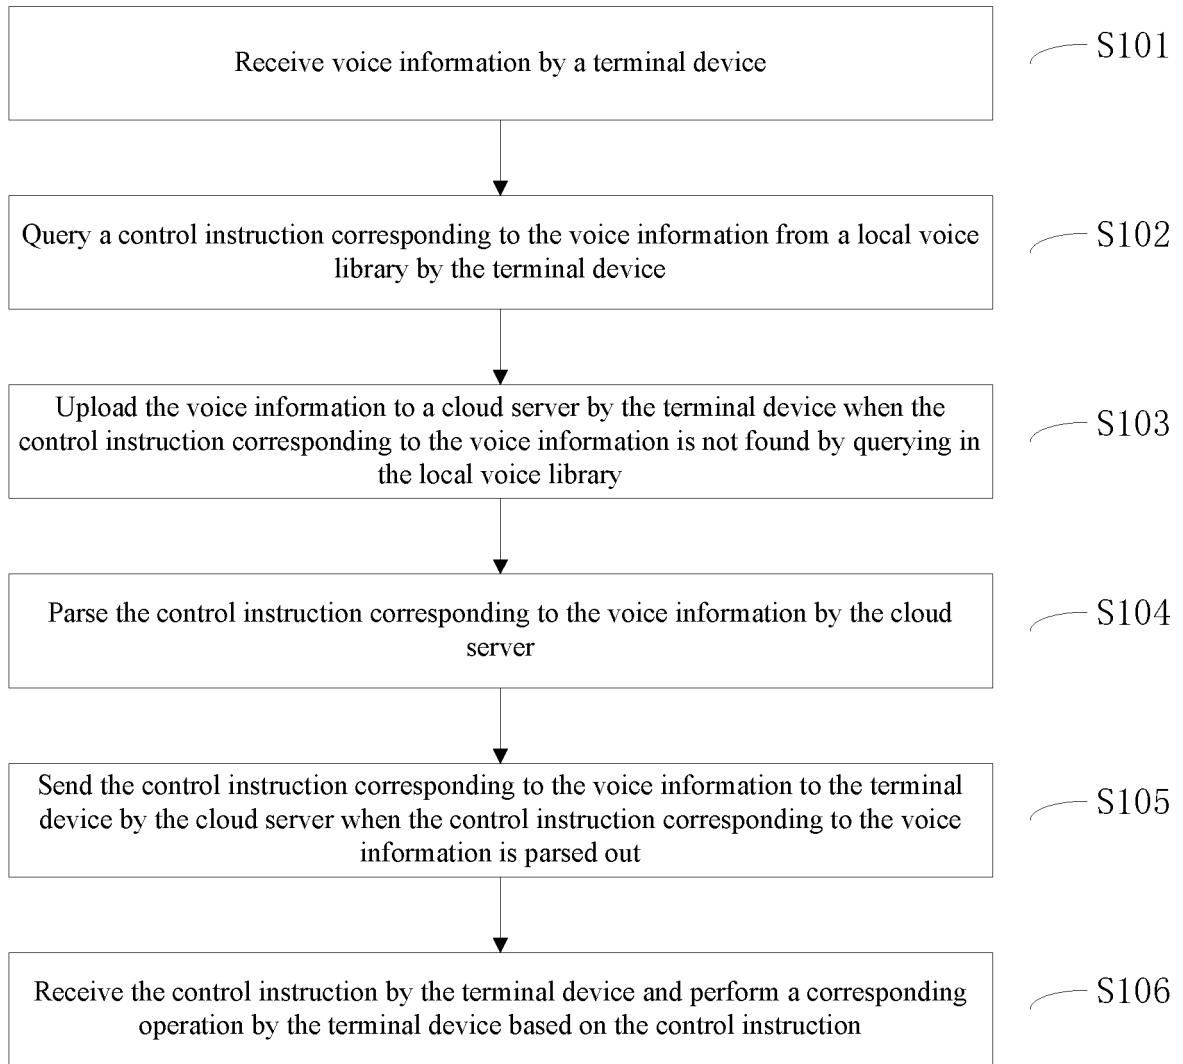 Receive voice information by a terminal device
S101
Query a control instruction corresponding to the voice information from a local voice
library by the terminal device
S102
Upload the voice information to a cloud server by the terminal device when the
control instruction corresponding to the voice information is not found by querying in
the local voice library
S103
Parse the control instruction corresponding to the voice information by the cloud
server
S104
Send the control instruction corresponding to the voice information to the terminal
device by the cloud server when the control instruction corresponding to the voice
information is parsed out
S105
Receive the control instruction by the terminal device and perform a corresponding
operation by the terminal device based on the control instruction
S106